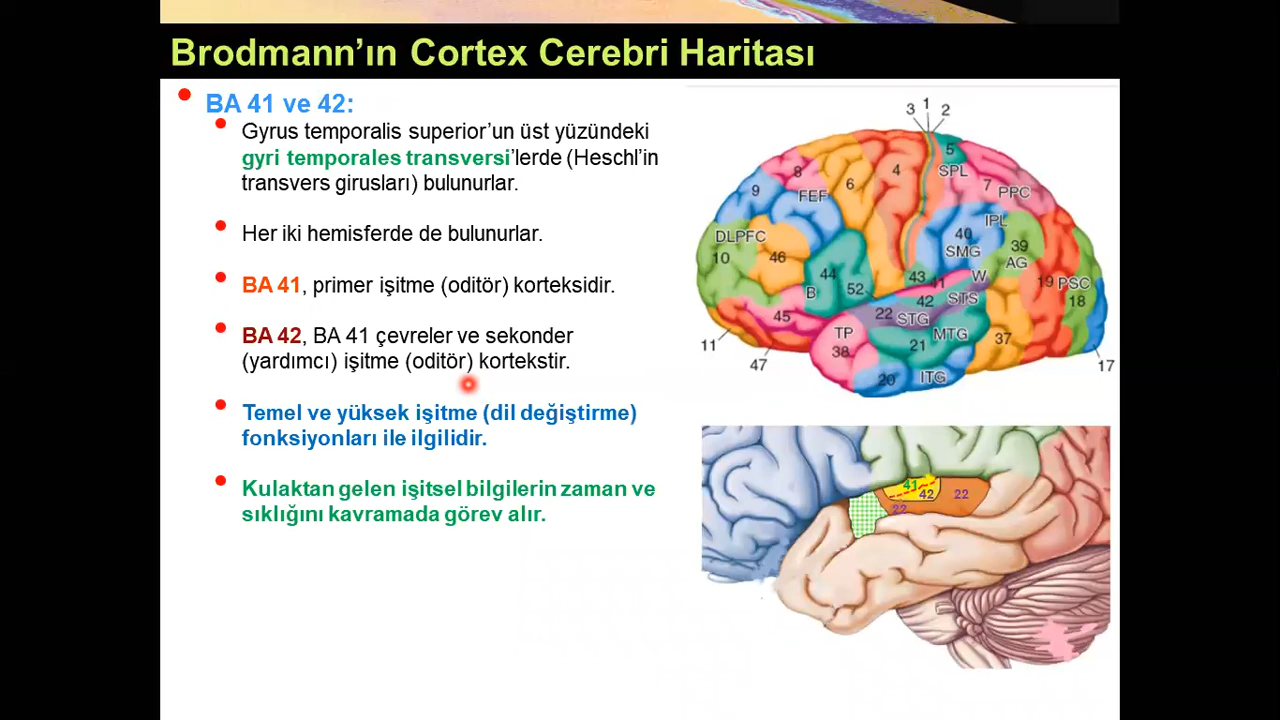 Brodmann’ın Cortex Cerebri Haritası
BA 41 ve 42:
Gyrus temporalis superior’un üst yüzündeki
gyri temporales transversi’lerde (Heschl’in
transvers girusları) bulunurlar.
Her iki hemisferde de bulunurlar.
BA 41, primer işitme (oditör) korteksidir.
BA 42, BA 41 çevreler ve sekonder
(yardımcı) işitme (oditör) kortekstir.
Temel ve yüksek işitme (dil değiştirme)
fonksiyonları ile ilgilidir.
Kulaktan gelen işitsel bilgilerin zaman ve
sıklığını kavramada görev alır.
3 1 2
5
8 6 4 SPL
9 FEF 7 PPC
IPL
DLPFC 40 39
10 46 SMG AG
44 43 41 W 19 PSC
B 52 42 STS 18
45 22 STG
TP MTG
11 38 21 37
47 20 ITG 17
41
42 22
22